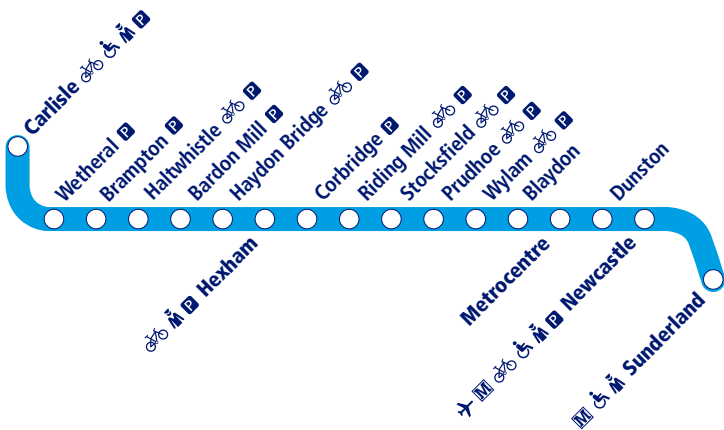 Carlisle P
Wetheral P
Brampton P
Haltwhistle P
Bardon Mill P
Haydon Bridge P
P Hexham
Corbridge P
Riding Mill P
Stocksfield P
Prudhoe P
Wylam P
Blaydon
Metrocentre
Dunston
M P Newcastle
M Sunderland